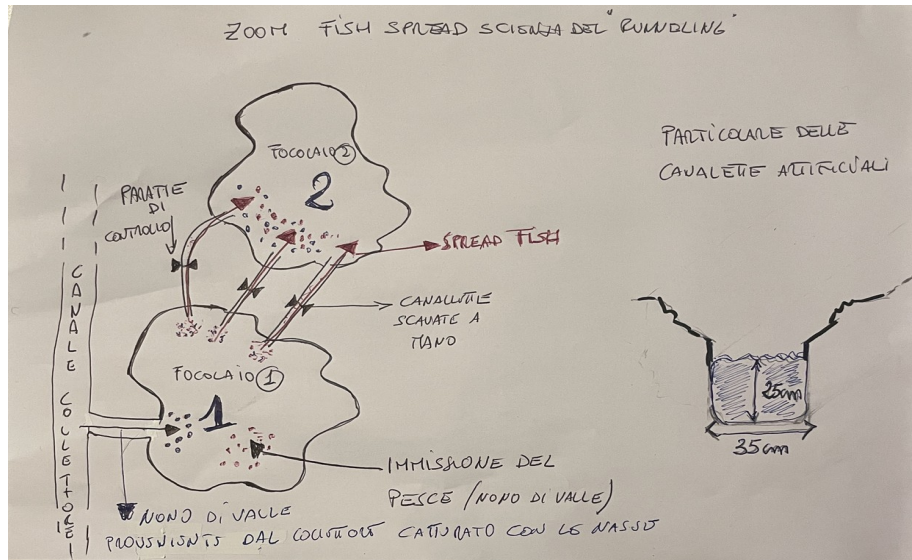 ZOOM FISH SPREAD SCIENZA DEL "RUNNELING"
PARTICOLARE DELLE
CANALETTE ARTIFICIALI
FOCOLAIO 2
2
PARATIE
DI
CONTROLLO
SPREAD FISH
CANALETTE
SCAVATE A
MANO
CANALE COLLETTORE
FOCOLAIO 1
1
25cm
35cm
IMMISSIONE DEL
PESCE (NONO DI VALLE)
NONO DI VALLE
PROVENIENTE DAL COLLETTORE CATTURATO CON LE NASSE